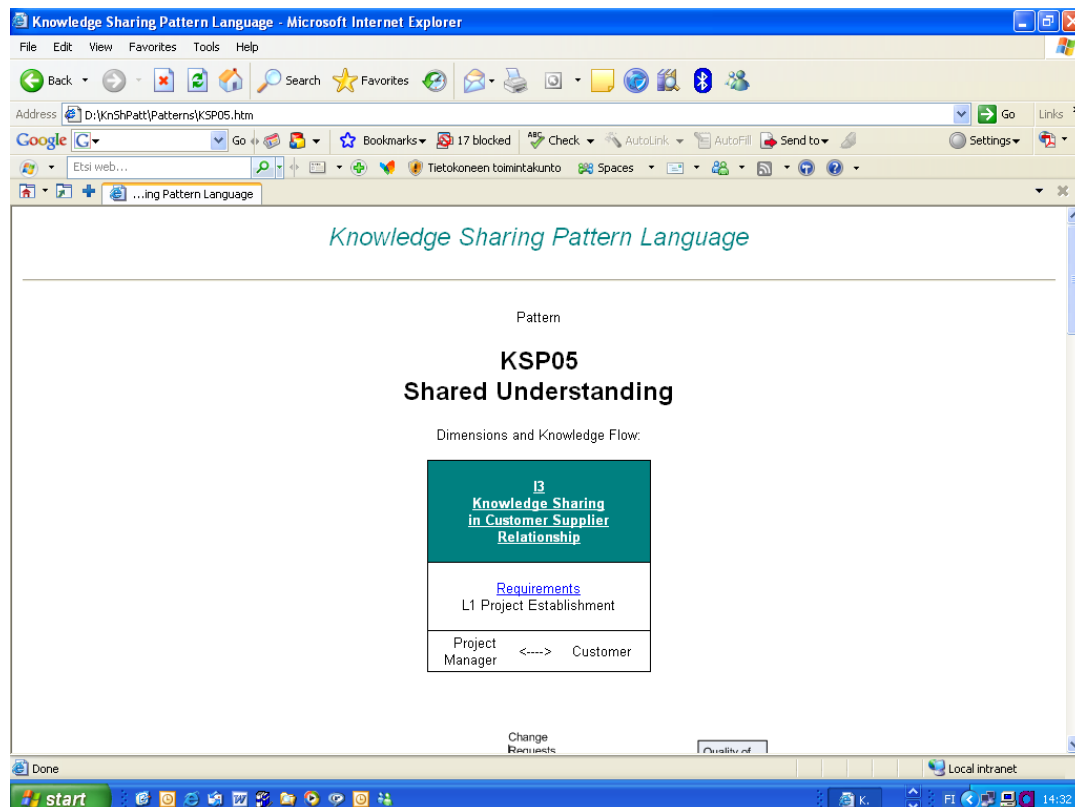 Knowledge Sharing Pattern Language - Microsoft Internet Explorer
File Edit View Favorites Tools Help
Back Search Favorites
Address D:\KnShPatt\Patterns\KSP05.htm Go Links
Google G Go Bookmarks 17 blocked ABC Check AutoLink AutoFill Send to Settings
Etsi web... Tietokoneen toimintakunto Spaces
...ing Pattern Language
Knowledge Sharing Pattern Language
Pattern
KSP05
Shared Understanding
Dimensions and Knowledge Flow:
I3
Knowledge Sharing
in Customer Supplier
Relationship
Requirements
L1 Project Establishment
Project
Manager <----> Customer
Change
Requests
Quality of
Done Local intranet
start K. FI 14:32